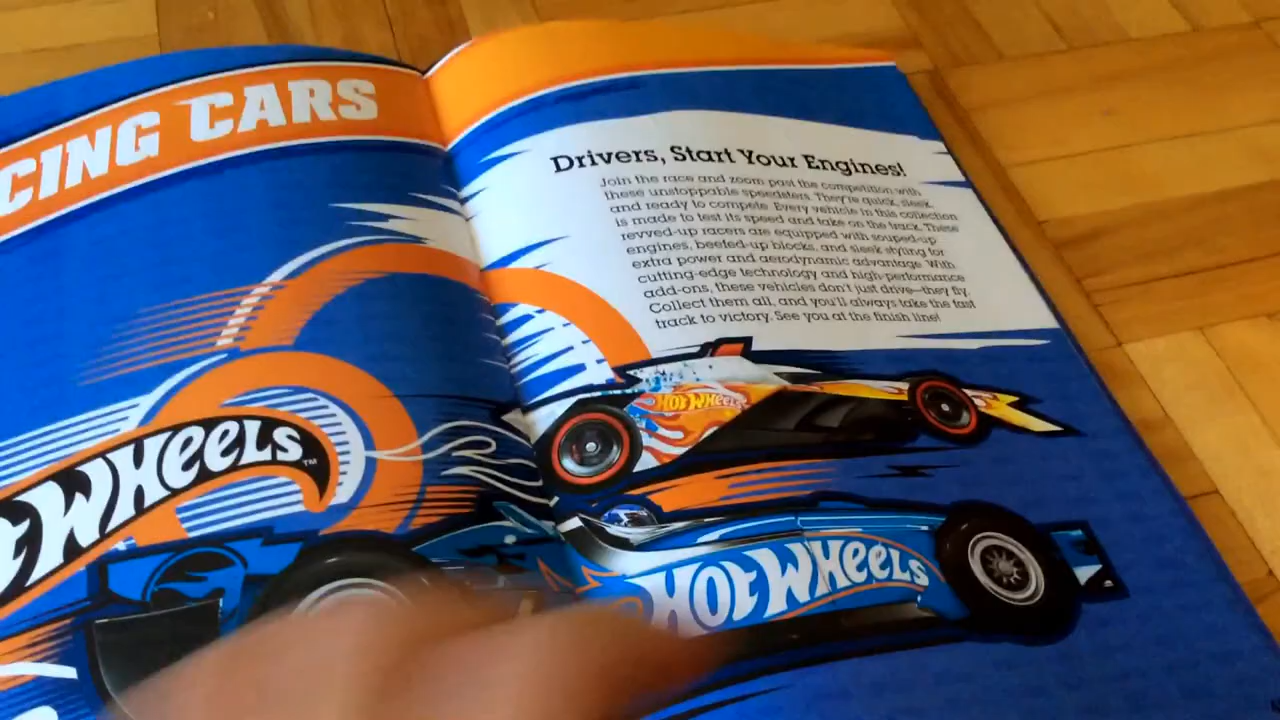 CING CARS
Drivers, Start Your Engines!
Join the race and zoom past the competition with
these unstoppable speedsters. They're quick, sleek,
and ready to compete. Every vehicle in this collection
is made to test its speed and take on the track. These
revved-up racers are equipped with souped-up
engines, beefed-up blocks, and sleek styling for
extra power and aerodynamic advantage. With
cutting-edge technology and high-performance
add-ons, these vehicles don't just drive—they fly.
Collect them all, and you'll always take the fast
track to victory. See you at the finish line!
HOT WHEELS
t WHEELS™
HOT WHEELS